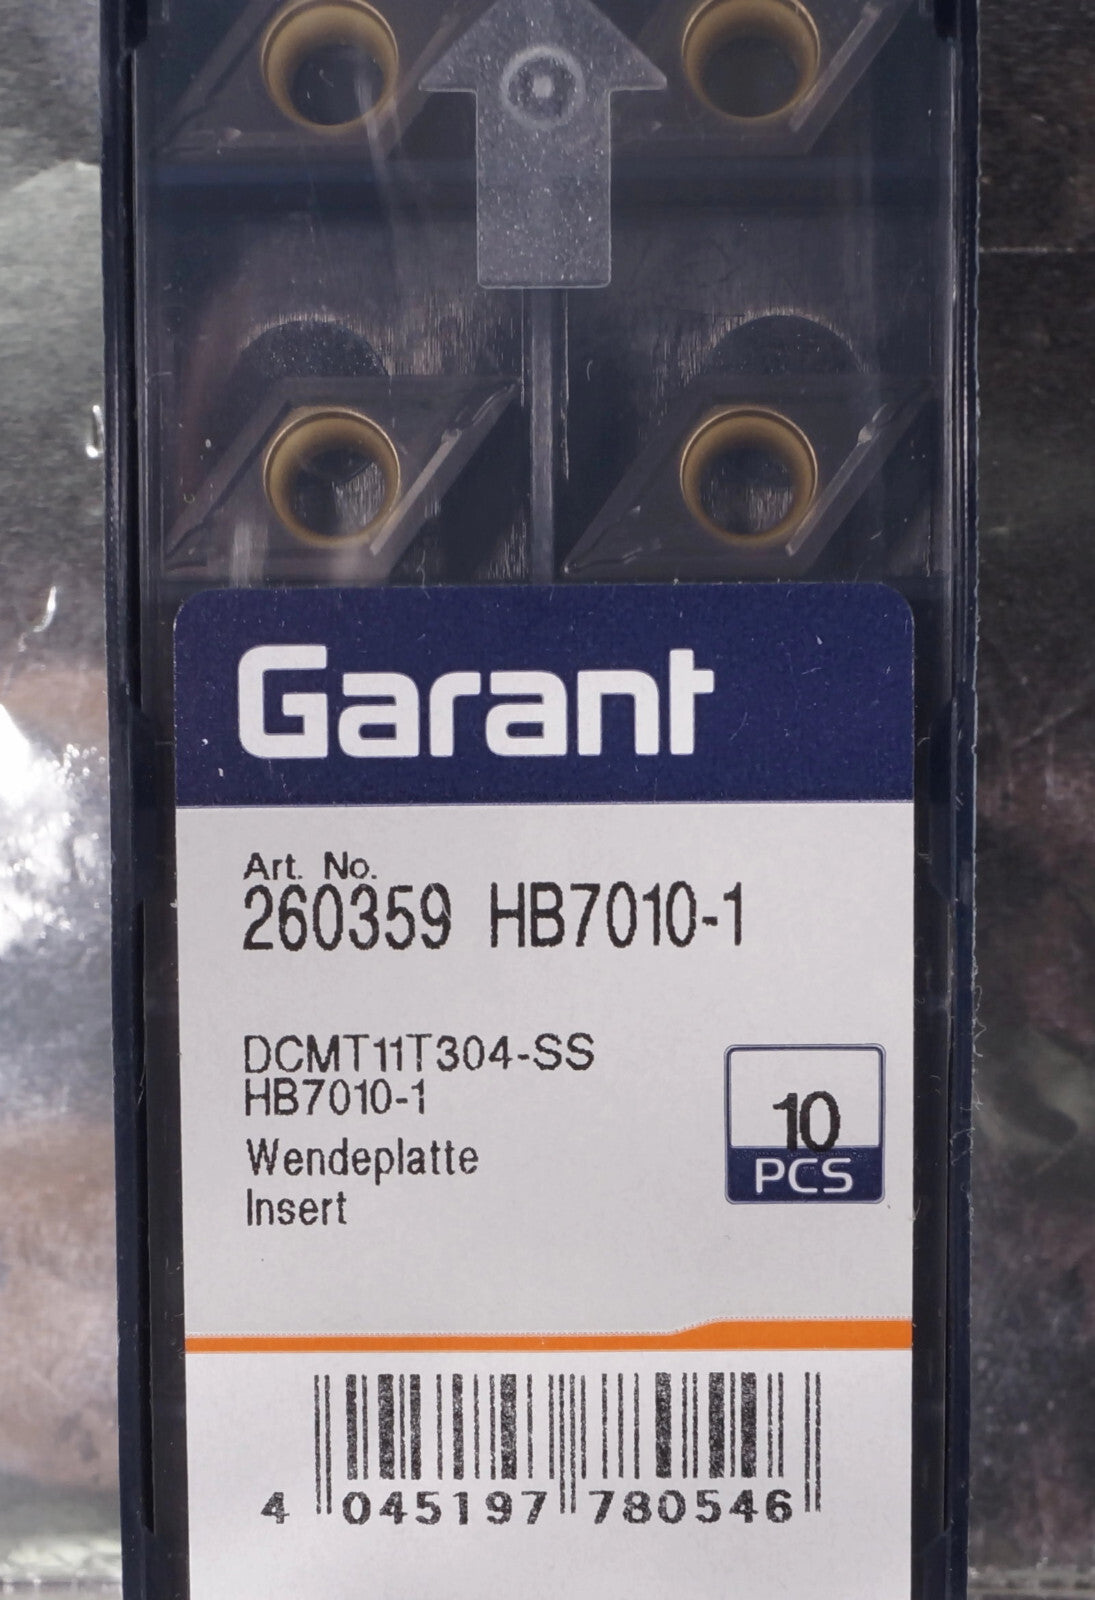 Garant
Art. No.
260359 HB7010-1
DCMT11T304-SS
HB7010-1
Wendeplatte
Insert
10
PCS
4 045197 780546